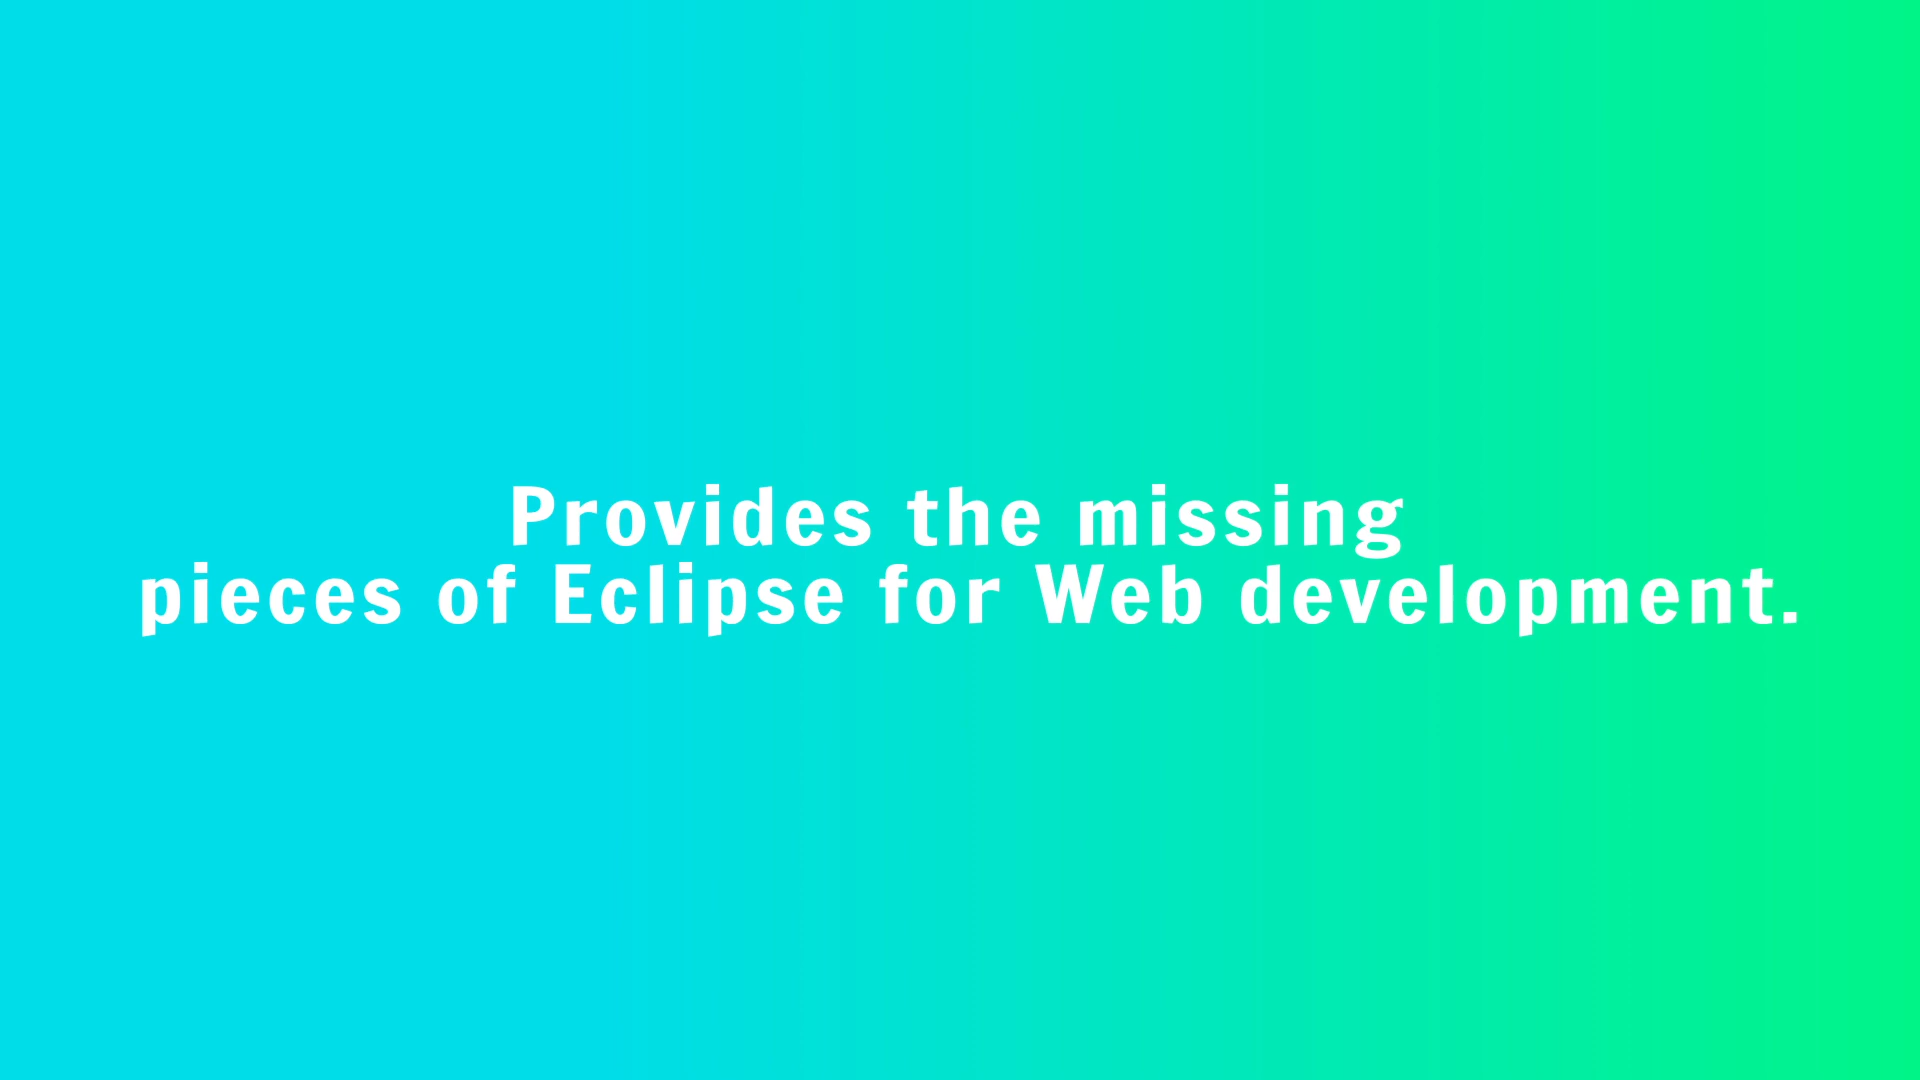 Provides the missing
pieces of Eclipse for Web development.